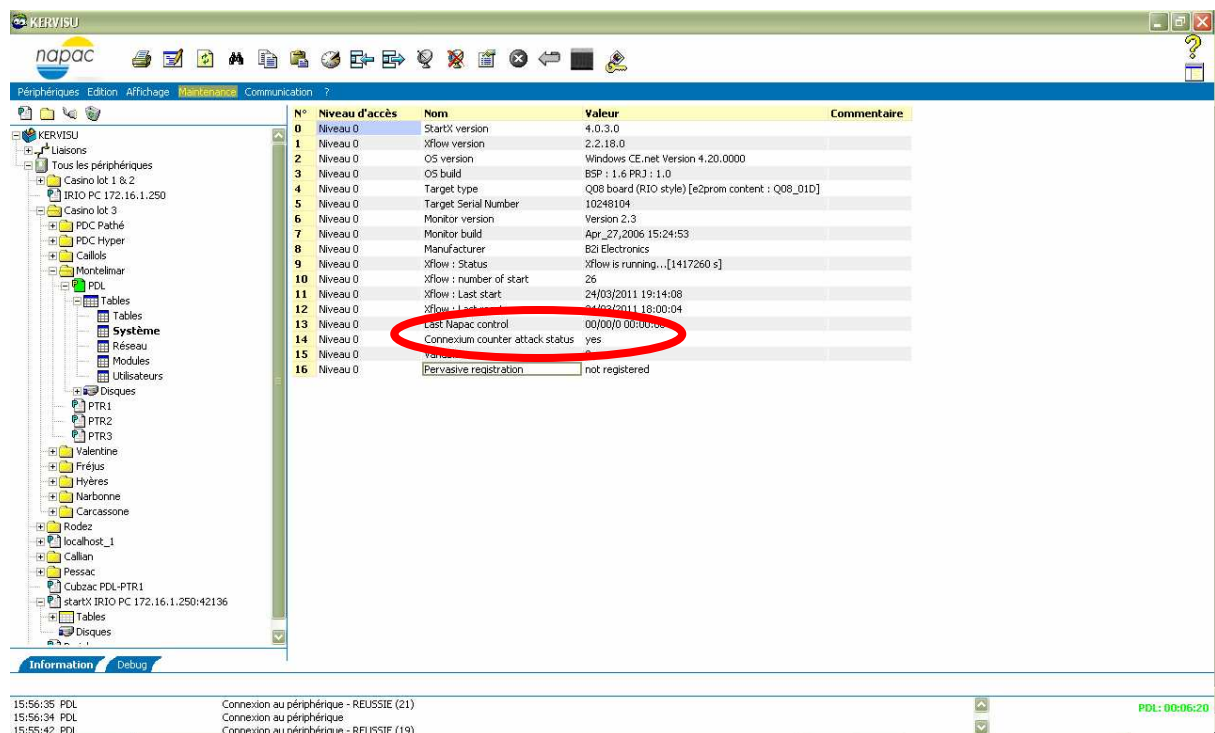 KERVISU
napac
?
Périphériques Edition Affichage Maintenance Communication ?
N° Niveau d'accès Nom Valeur Commentaire
0 Niveau 0 StartX version 4.0.3.0
1 Niveau 0 Xflow version 2.2.18.0
2 Niveau 0 OS version Windows CE.net Version 4.20.0000
3 Niveau 0 OS build BSP : 1.6 PRJ : 1.0
4 Niveau 0 Target type Q08 board (RIO style) [e2prom content : Q08_01D]
5 Niveau 0 Target Serial Number 10248104
6 Niveau 0 Monitor version Version 2.3
7 Niveau 0 Monitor build Apr_27,2006 15:24:53
8 Niveau 0 Manufacturer B2i Electronics
9 Niveau 0 Xflow : Status Xflow is running...[1417260 s]
10 Niveau 0 Xflow : number of start 26
11 Niveau 0 Xflow : Last start 24/03/2011 19:14:08
12 Niveau 0 Xflow : 18:00:04
13 Niveau 0 Last Napac control 00/00/0 00:00:00
14 Niveau 0 Connexium counter attack status yes
15 Niveau 0
16 Niveau 0 Pervasive registration not registered
KERVISU
Liaisons
Tous les périphériques
Casino lot 1 & 2
IRIO PC 172.16.1.250
Casino lot 3
PDC Pathé
PDC Hyper
Caillols
Montelimar
PDL
Tables
Tables
Système
Réseau
Modules
Utilisateurs
Disques
PTR1
PTR2
PTR3
Valentine
Fréjus
Hyères
Narbonne
Carcassone
Rodez
localhost_1
Callian
Pessac
Cubzac PDL-PTR1
startX IRIO PC 172.16.1.250:42136
Tables
Disques
Information Debug
15:56:35 PDL Connexion au périphérique - REUSSIE (21)
15:56:34 PDL Connexion au périphérique
15:55:42 PDL Connexion au périphérique - REUSSIE (19)
PDL: 00:06:20